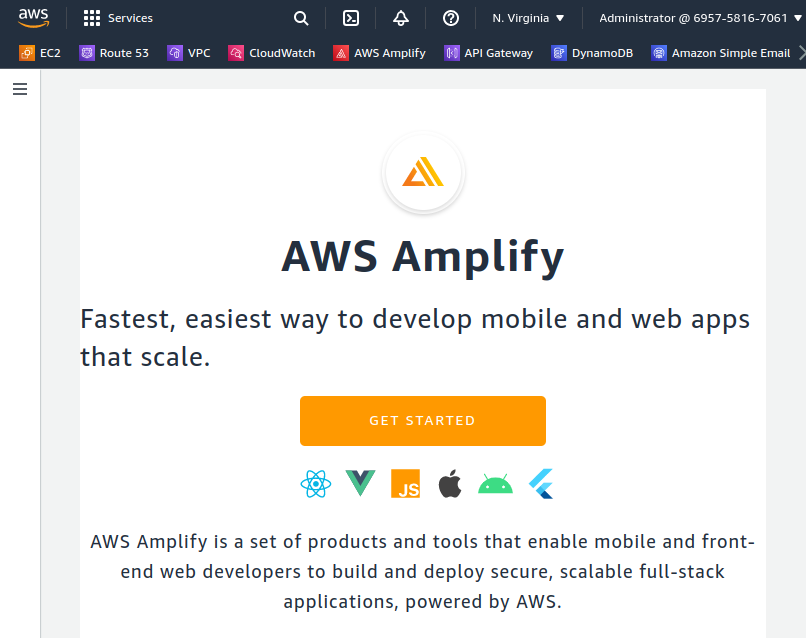 aws Services N. Virginia Administrator @ 6957-5816-7061
EC2 Route 53 VPC CloudWatch AWS Amplify API Gateway DynamoDB Amazon Simple Email
AWS Amplify
Fastest, easiest way to develop mobile and web apps
that scale.
GET STARTED
JS
AWS Amplify is a set of products and tools that enable mobile and front-
end web developers to build and deploy secure, scalable full-stack
applications, powered by AWS.